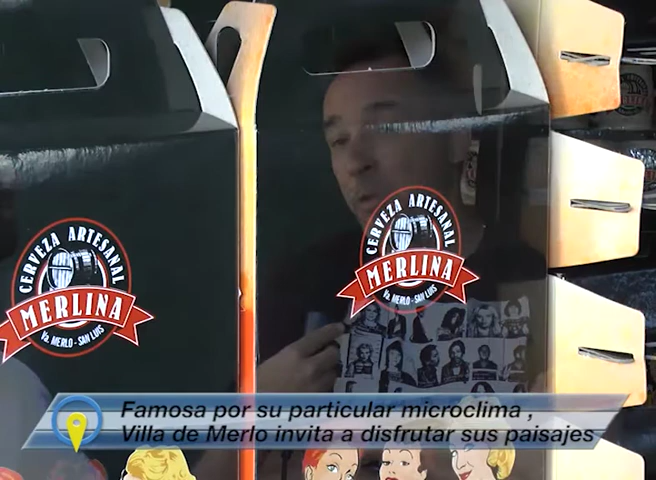 CERVEZA ARTESANAL
MERLINA
Va. MERLO - SAN LUIS
CERVEZA ARTESANAL
MERLINA
Va. MERLO - SAN LUIS
Famosa por su particular microclima ,
Villa de Merlo invita a disfrutar sus paisajes